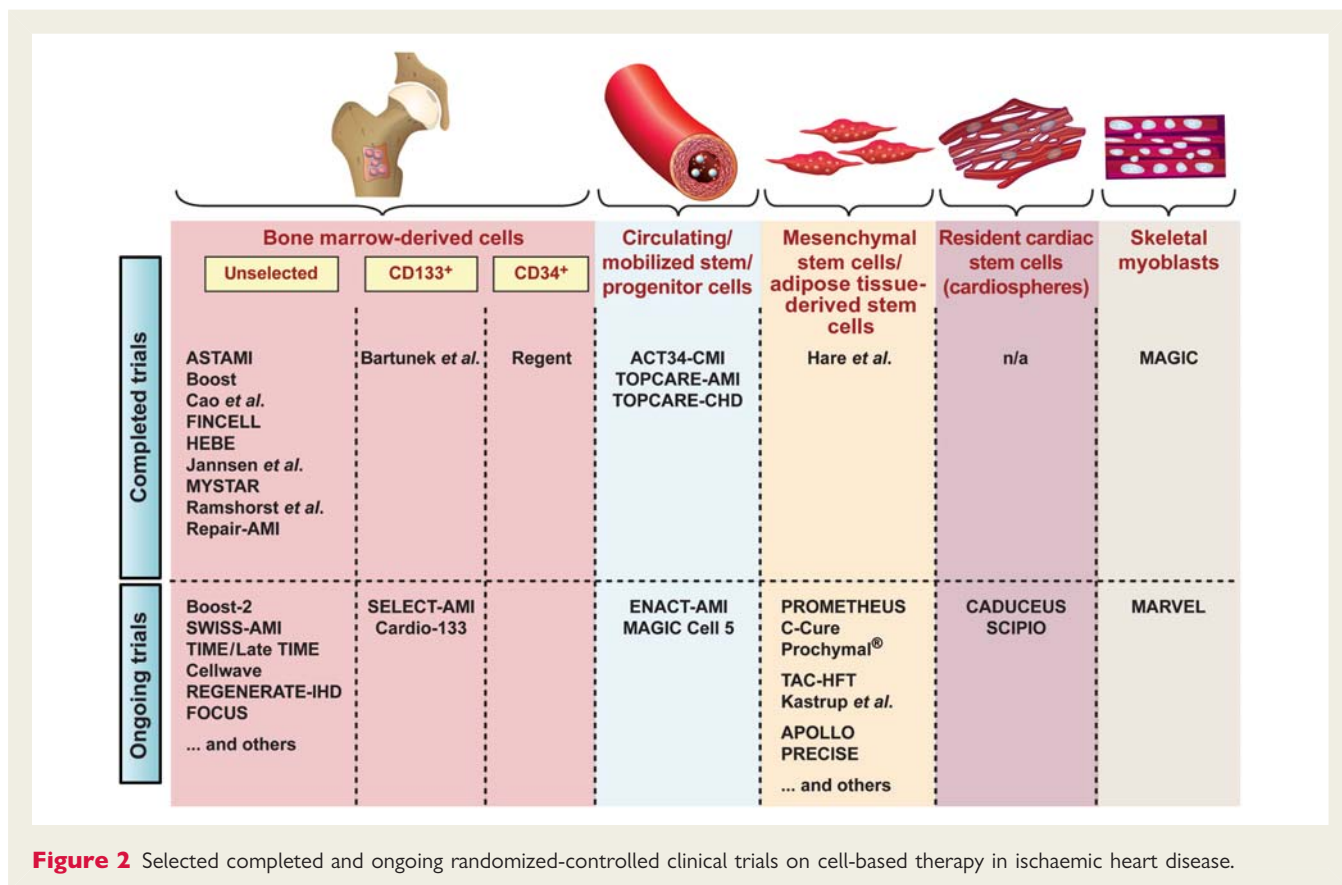 Bone marrow-derived cells
Unselected
CD133+
CD34+
Circulating/
mobilized stem/
progenitor cells
Mesenchymal
stem cells/
adipose tissue-
derived stem
cells
Resident cardiac
stem cells
(cardiospheres)
Skeletal
myoblasts
Completed trials
ASTAMI
Boost
Cao et al.
FINCELL
HEBE
Jannsen et al.
MYSTAR
Ramshorst et al.
Repair-AMI
Bartunek et al.
Regent
ACT34-CMI
TOPCARE-AMI
TOPCARE-CHD
Hare et al.
n/a
MAGIC
Ongoing trials
Boost-2
SWISS-AMI
TIME/Late TIME
Cellwave
REGENERATE-IHD
FOCUS
... and others
SELECT-AMI
Cardio-133
ENACT-AMI
MAGIC Cell 5
PROMETHEUS
C-Cure
Prochymal®
TAC-HFT
Kastrup et al.
APOLLO
PRECISE
... and others
CADUCEUS
SCIPIO
MARVEL
Figure 2 Selected completed and ongoing randomized-controlled clinical trials on cell-based therapy in ischaemic heart disease.